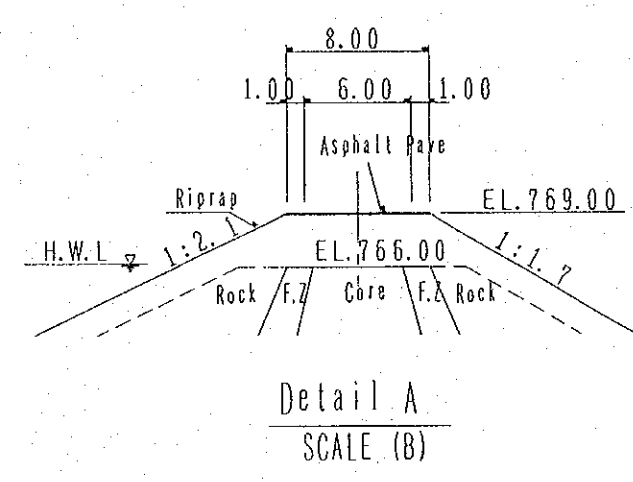 8.00
1.00 6.00 1.00
Asphalt Pave
Riprap
EL.769.00
H.W.L
1:2.1
EL.766.00
1:1.7
Rock F.Z Core F.Z Rock
Detail A
SCALE (B)